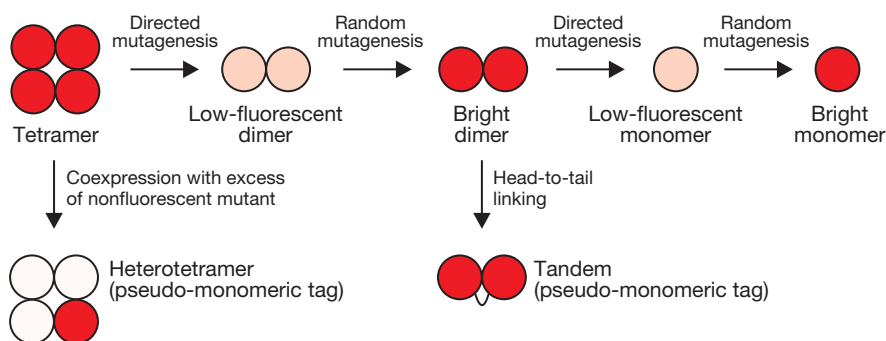 Directed
mutagenesis
Random
mutagenesis
Directed
mutagenesis
Random
mutagenesis
Tetramer
Low-fluorescent
dimer
Bright
dimer
Low-fluorescent
monomer
Bright
monomer
Coexpression with excess
of nonfluorescent mutant
Head-to-tail
linking
Heterotetramer
(pseudo-monomeric tag)
Tandem
(pseudo-monomeric tag)